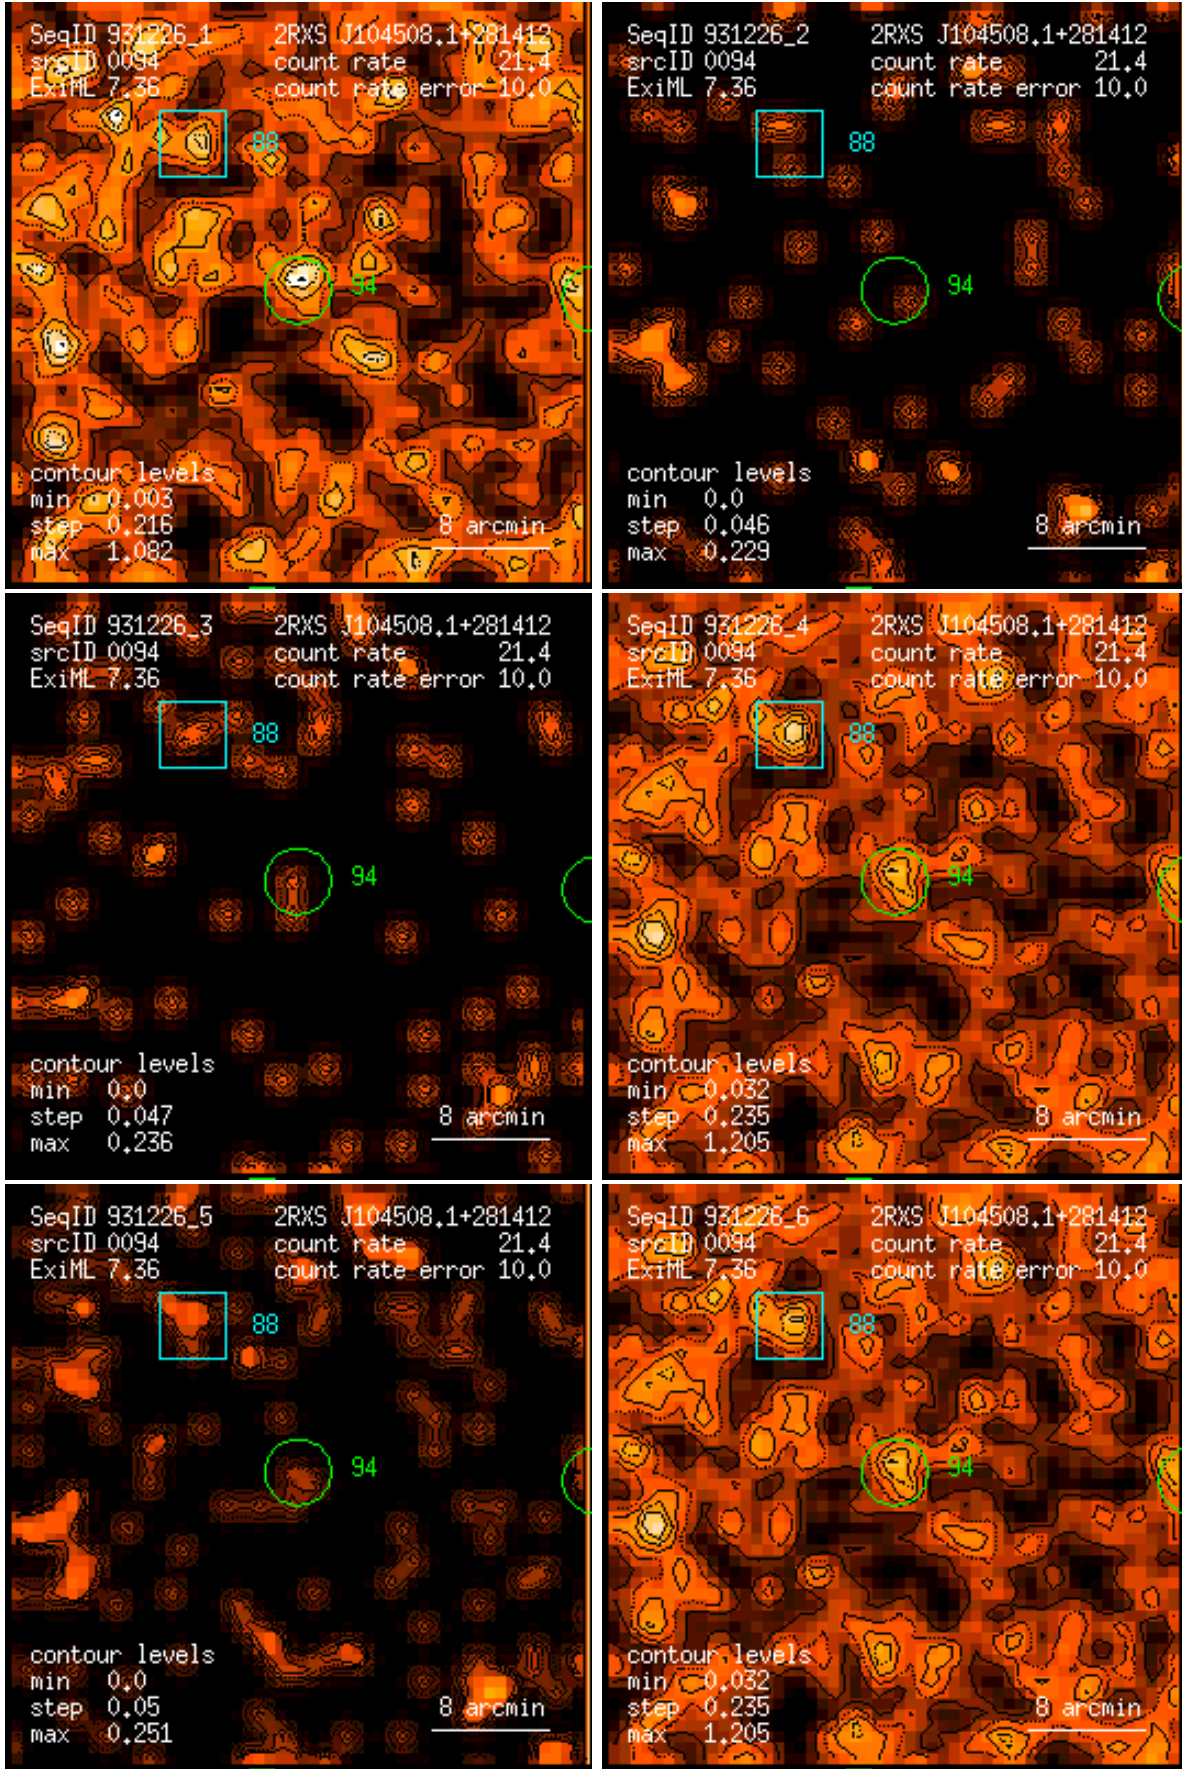 SeqID 931226_1 2RXS J104508.1+281412
srcID 0094 count rate 21.4
ExiML 7.36 count rate error 10.0
88
94
contour levels
min 0.003
step 0.216
max 1.082
8 arcmin
SeqID 931226_2 2RXS J104508.1+281412
srcID 0094 count rate 21.4
ExiML 7.36 count rate error 10.0
88
94
contour levels
min 0.0
step 0.046
max 0.229
8 arcmin
SeqID 931226_3 2RXS J104508.1+281412
srcID 0094 count rate 21.4
ExiML 7.36 count rate error 10.0
88
94
contour levels
min 0.0
step 0.047
max 0.236
8 arcmin
SeqID 931226_4 2RXS J104508.1+281412
srcID 0094 count rate 21.4
ExiML 7.36 count rate error 10.0
88
94
contour levels
min 0.032
step 0.235
max 1.205
8 arcmin
SeqID 931226_5 2RXS J104508.1+281412
srcID 0094 count rate 21.4
ExiML 7.36 count rate error 10.0
88
94
contour levels
min 0.0
step 0.05
max 0.251
8 arcmin
SeqID 931226_6 2RXS J104508.1+281412
srcID 0094 count rate 21.4
ExiML 7.36 count rate error 10.0
88
94
contour levels
min 0.032
step 0.235
max 1.205
8 arcmin